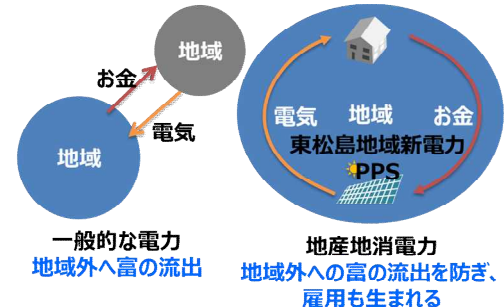 地域
お金
電気
地域
一般的な電力
地域外へ富の流出
電気
地域
お金
東松島地域新電力
PPS
地産地消電力
地域外への富の流出を防ぎ、
雇用も生まれる